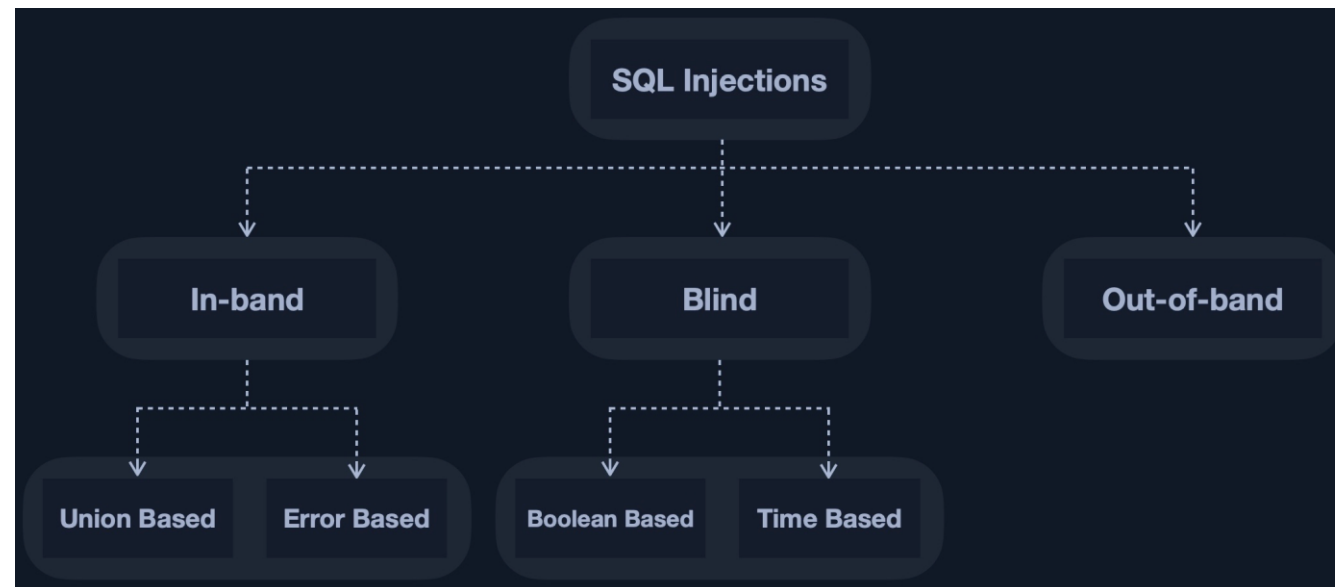 SQL Injections
In-band
Blind
Out-of-band
Union Based
Error Based
Boolean Based
Time Based